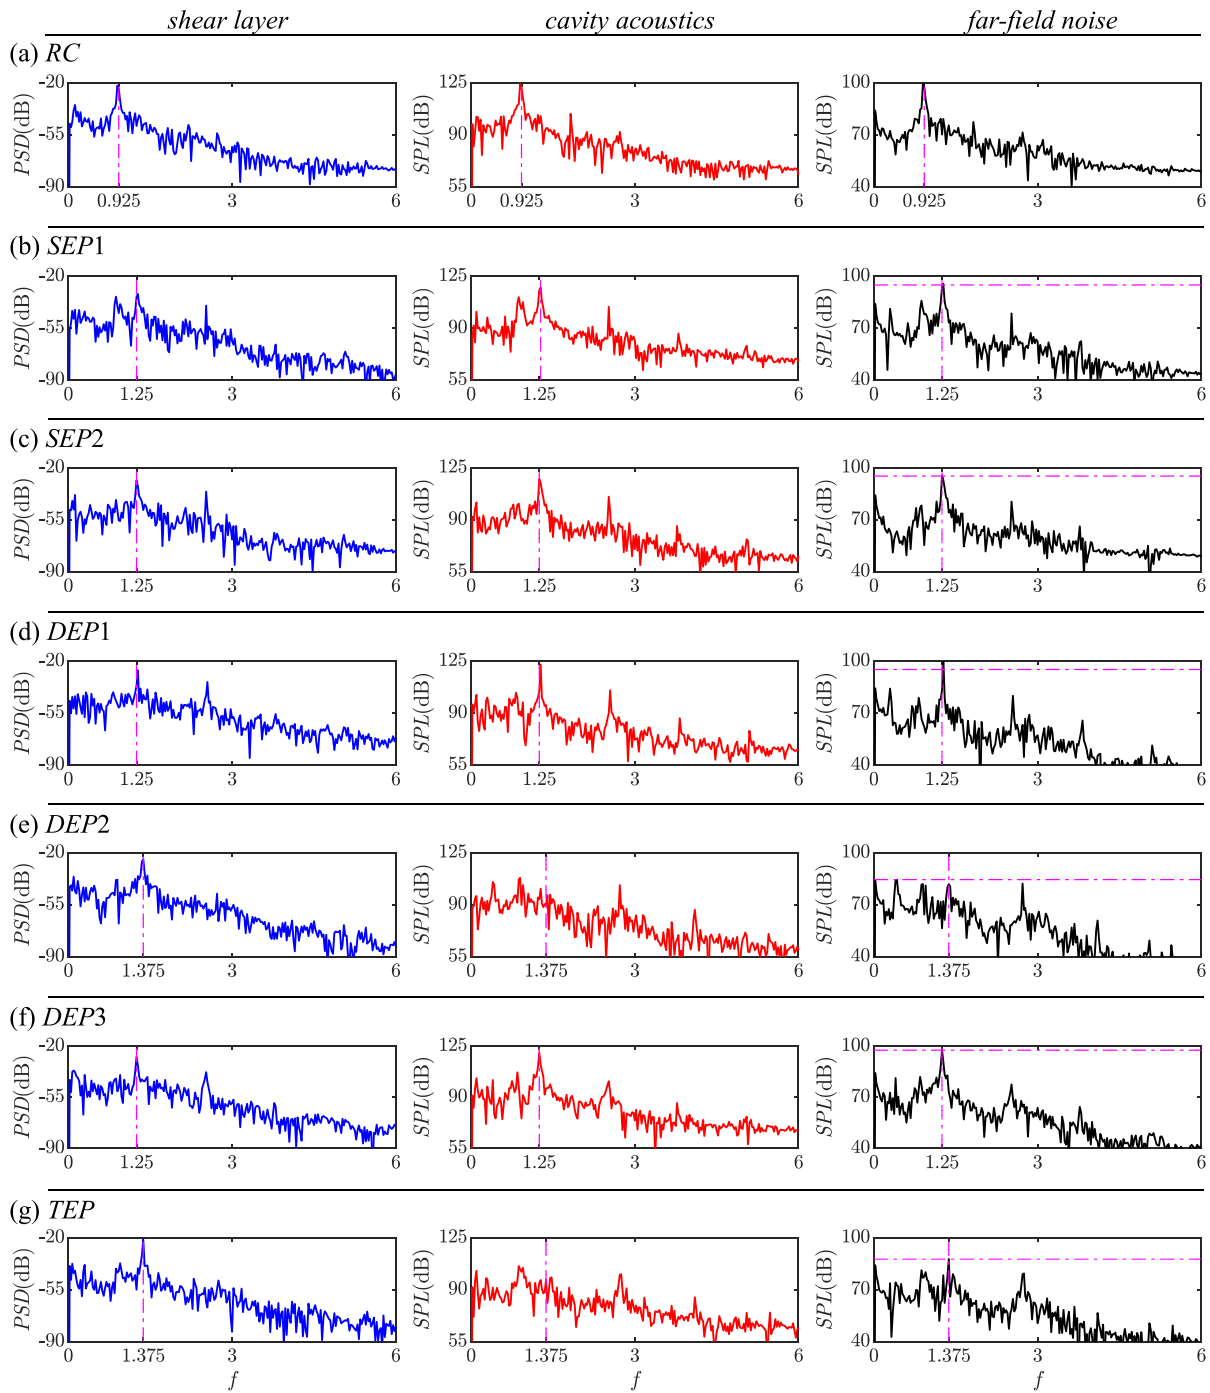 shear layer cavity acoustics far-field noise
(a) RC
-20 125 100
PSD(dB) -55 SPL(dB) 90 SPL(dB) 70
-90 55 40
0 0.925 3 6 0 0.925 3 6 0 0.925 3 6
(b) SEP1
-20 125 100
PSD(dB) -55 SPL(dB) 90 SPL(dB) 70
-90 55 40
0 1.25 3 6 0 1.25 3 6 0 1.25 3 6
(c) SEP2
-20 125 100
PSD(dB) -55 SPL(dB) 90 SPL(dB) 70
-90 55 40
0 1.25 3 6 0 1.25 3 6 0 1.25 3 6
(d) DEP1
-20 125 100
PSD(dB) -55 SPL(dB) 90 SPL(dB) 70
-90 55 40
0 1.25 3 6 0 1.25 3 6 0 1.25 3 6
(e) DEP2
-20 125 100
PSD(dB) -55 SPL(dB) 90 SPL(dB) 70
-90 55 40
0 1.375 3 6 0 1.375 3 6 0 1.375 3 6
(f) DEP3
-20 125 100
PSD(dB) -55 SPL(dB) 90 SPL(dB) 70
-90 55 40
0 1.25 3 6 0 1.25 3 6 0 1.25 3 6
(g) TEP
-20 125 100
PSD(dB) -55 SPL(dB) 90 SPL(dB) 70
-90 55 40
0 1.375 3 6 0 1.375 3 6 0 1.375 3 6
f f f